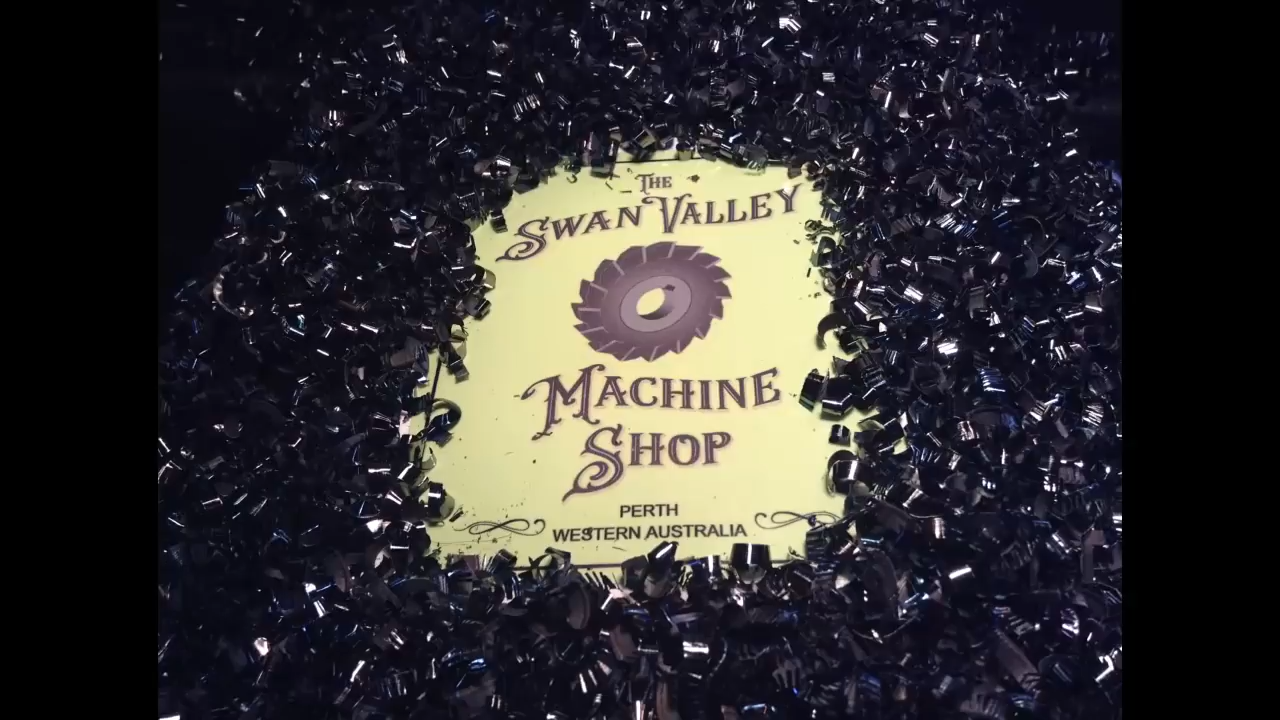 THE
SWAN VALLEY
MACHINE
SHOP
PERTH
WESTERN AUSTRALIA